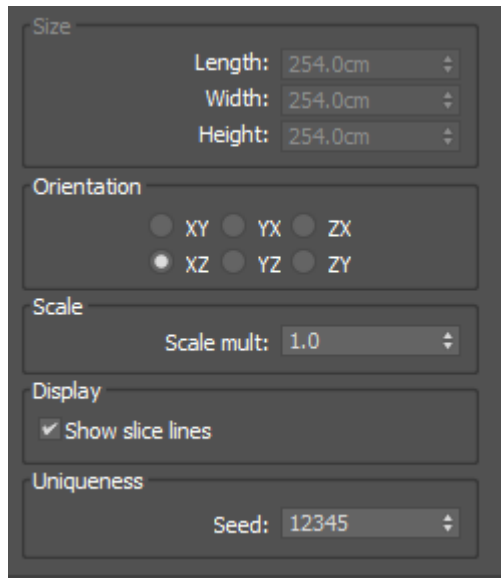 Size
Length: 254.0cm
Width: 254.0cm
Height: 254.0cm
Orientation
XY YX ZX
XZ YZ ZY
Scale
Scale mult: 1.0
Display
Show slice lines
Uniqueness
Seed: 12345